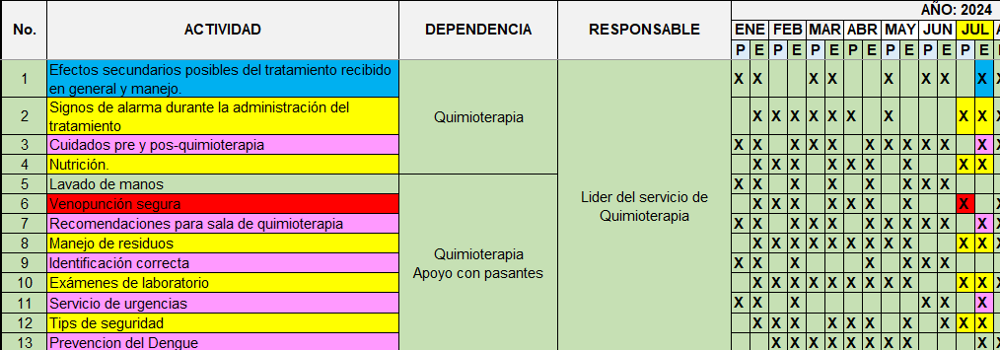 AÑO: 2024
No. ACTIVIDAD DEPENDENCIA RESPONSABLE ENE FEB MAR ABR MAY JUN JUL
P E P E P E P E P E P E P E
1 Efectos secundarios posibles del tratamiento recibido
en general y manejo. X X X X X X X X
2 Signos de alarma durante la administración del
tratamiento X X X X X X X X X
Quimioterapia
3 Cuidados pre y pos-quimioterapia X X X X X X X X X X
4 Nutrición. X X X X X X X X X
5 Lavado de manos X X X X X X X X
6 Venopunción segura X X X X X X X X
Lider del servicio de
Quimioterapia
7 Recomendaciones para sala de quimioterapia X X X X X X X X X X
8 Manejo de residuos X X X X X X X X X X
Quimioterapia
Apoyo con pasantes
9 Identificación correcta X X X X X X X X
10 Exámenes de laboratorio X X X X X X X X X X X
11 Servicio de urgencias X X X X X X
12 Tips de seguridad X X X X X X X X X X X
13 Prevencion del Dengue X X X X X X X X X